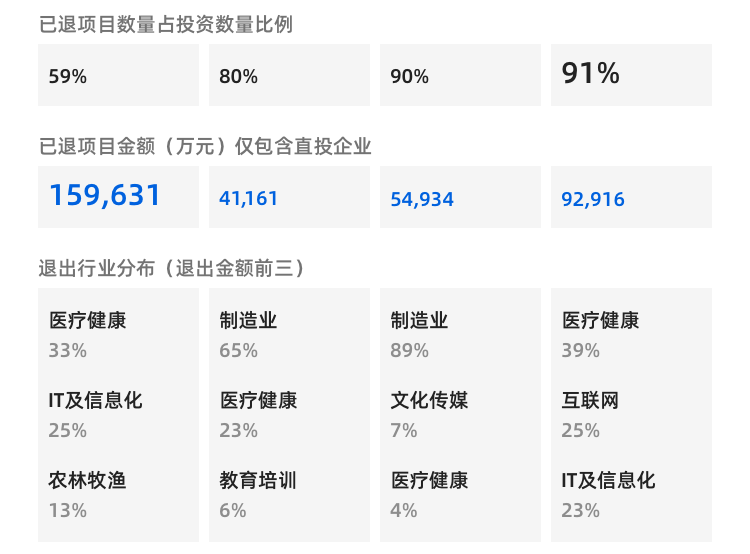 已退项目数量占投资数量比例
59% 80% 90% 91%
已退项目金额（万元）仅包含直投企业
159,631 41,161 54,934 92,916
退出行业分布（退出金额前三）
医疗健康 制造业 制造业 医疗健康
33% 65% 89% 39%
IT及信息化 医疗健康 文化传媒 互联网
25% 23% 7% 25%
农林牧渔 教育培训 医疗健康 IT及信息化
13% 6% 4% 23%